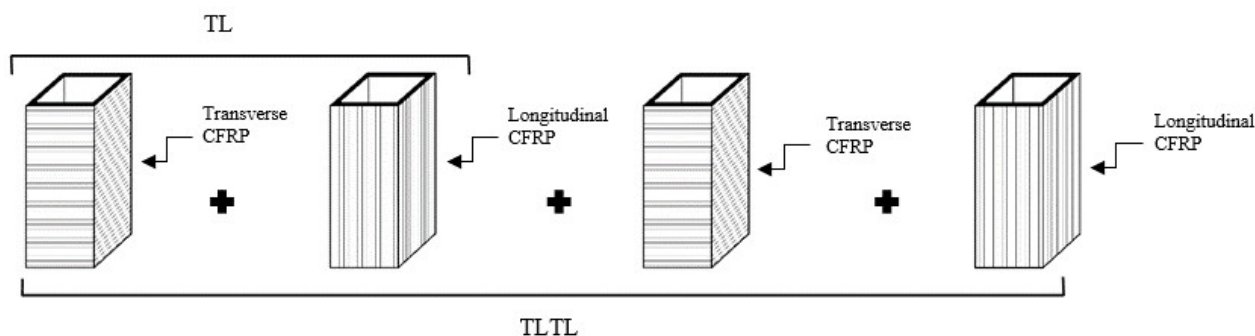 TL
Transverse
CFRP
Longitudinal
CFRP
Transverse
CFRP
Longitudinal
CFRP
TLTL